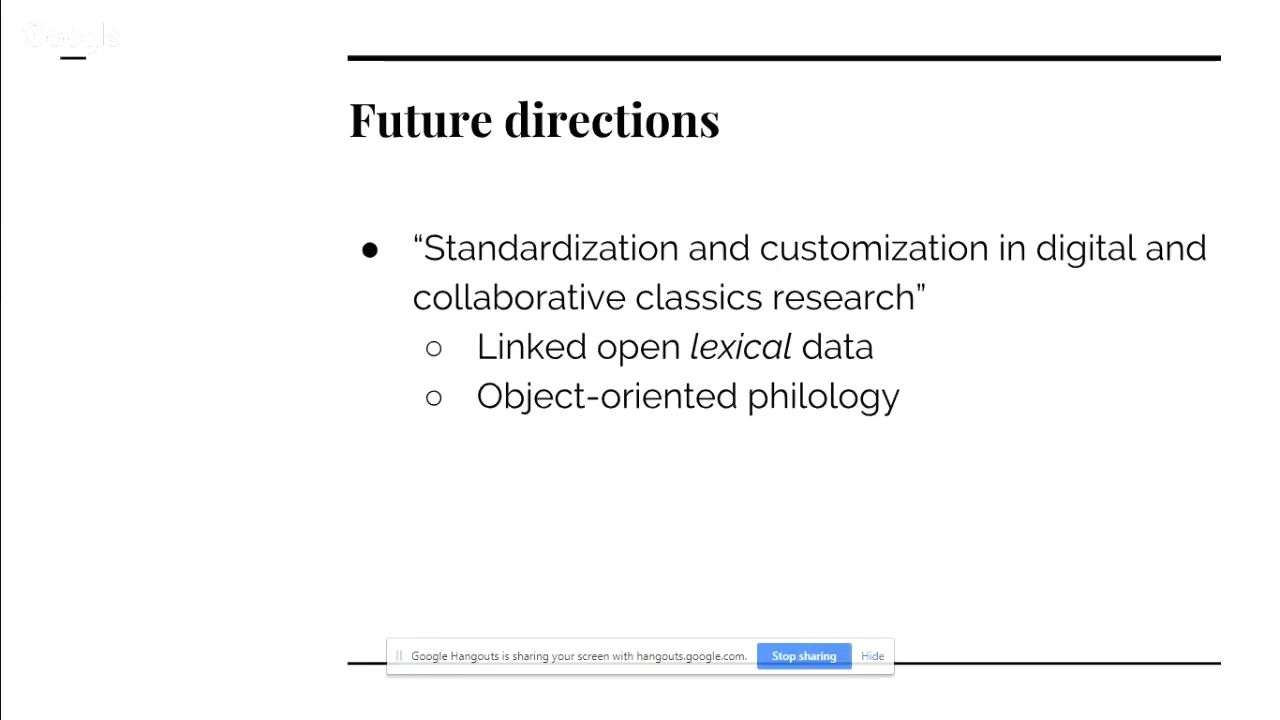 Google
Future directions
● “Standardization and customization in digital and
collaborative classics research”
○ Linked open lexical data
○ Object-oriented philology
Google Hangouts is sharing your screen with hangouts.google.com. Stop sharing Hide